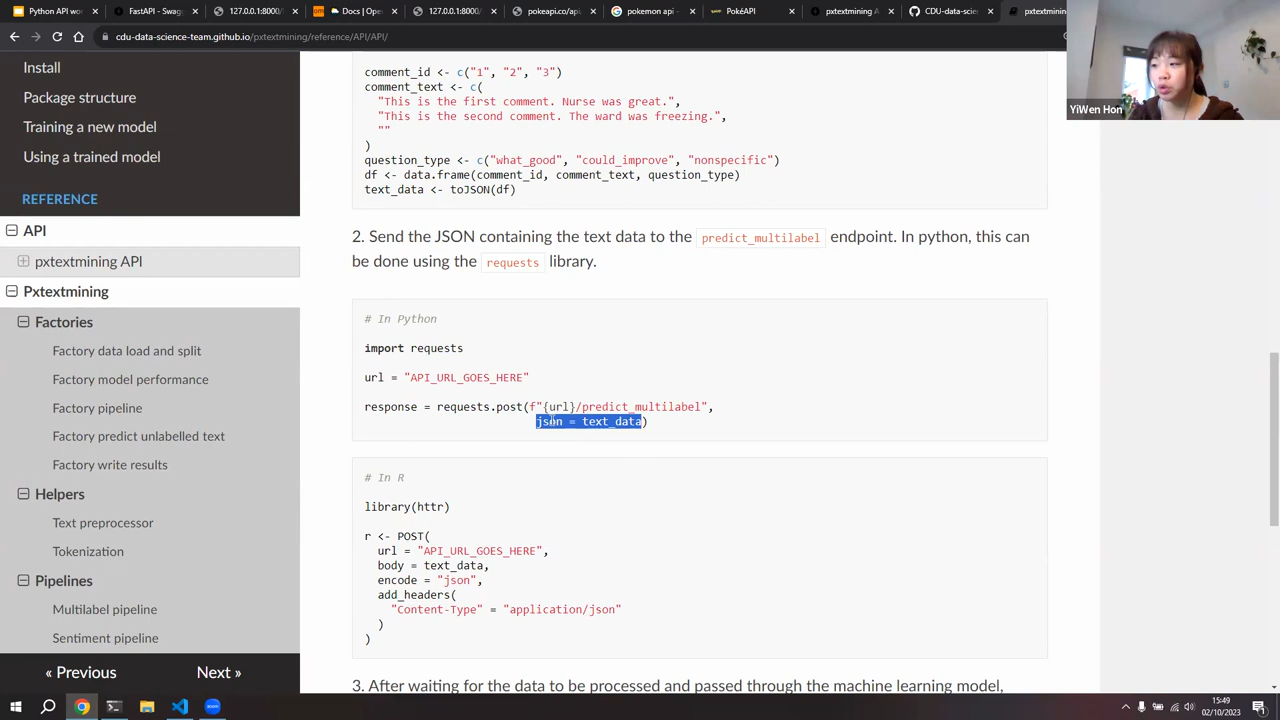 Python API wo
FastAPI - Swagg
127.0.0.1:8000/
Docs | Open
127.0.0.1:8000/
pokeapi.co/api
pokemon api -
PokéAPI
pxtextmining A
CDU-data-scie
pxtextmining
cdu-data-science-team.github.io/pxtextmining/reference/API/API/
YiWen Hon
Install
Package structure
Training a new model
Using a trained model
REFERENCE
API
pxtextmining API
Pxtextmining
Factories
Factory data load and split
Factory model performance
Factory pipeline
Factory predict unlabelled text
Factory write results
Helpers
Text preprocessor
Tokenization
Pipelines
Multilabel pipeline
Sentiment pipeline
« Previous
Next »
comment_id <- c("1", "2", "3")
comment_text <- c(
"This is the first comment. Nurse was great.",
"This is the second comment. The ward was freezing.",
""
)
question_type <- c("what_good", "could_improve", "nonspecific")
df <- data.frame(comment_id, comment_text, question_type)
text_data <- toJSON(df)
2. Send the JSON containing the text data to the predict_multilabel endpoint. In python, this can
be done using the requests library.
# In Python
import requests
url = "API_URL_GOES_HERE"
response = requests.post(f"{url}/predict_multilabel",
json = text_data)
# In R
library(httr)
r <- POST(
url = "API_URL_GOES_HERE",
body = text_data,
encode = "json",
add_headers(
"Content-Type" = "application/json"
)
)
3. After waiting for the data to be processed and passed through the machine learning model,
15:49
02/10/2023